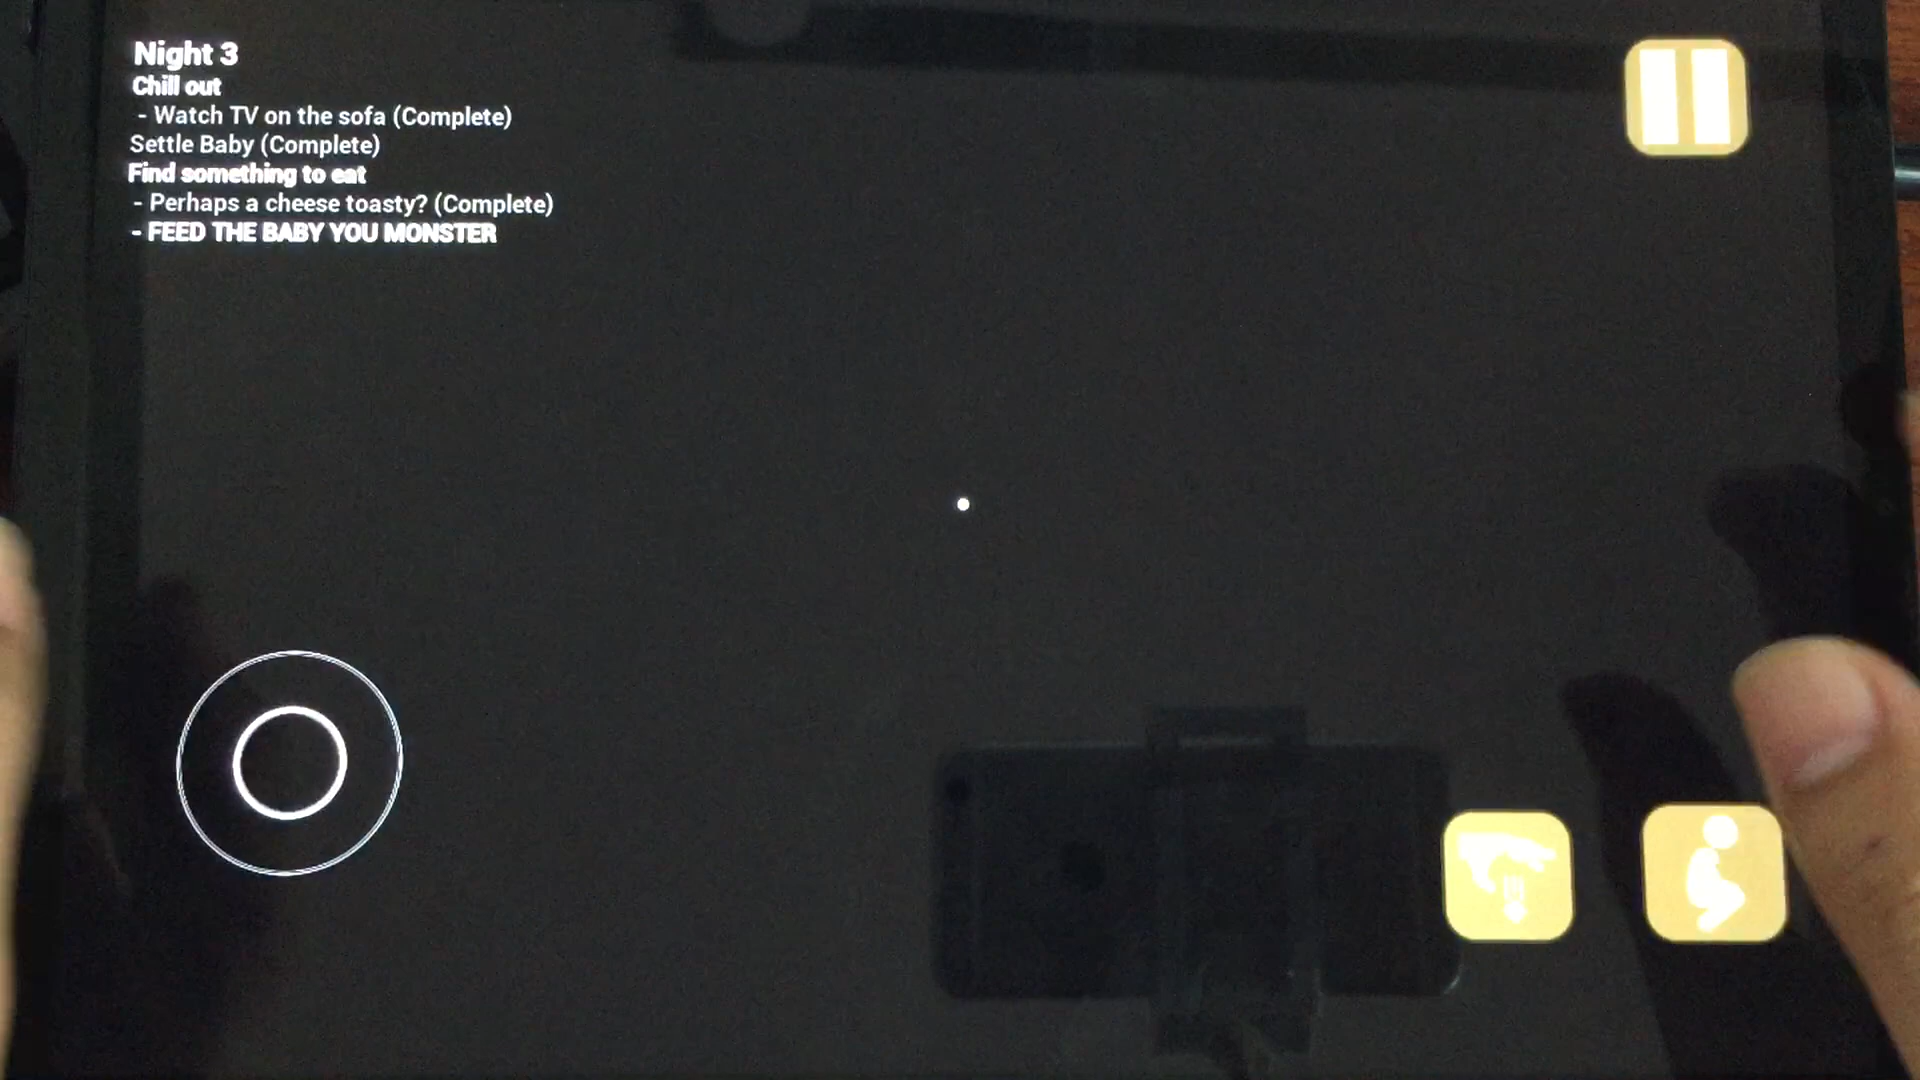 Night 3
Chill out
- Watch TV on the sofa (Complete)
Settle Baby (Complete)
Find something to eat
- Perhaps a cheese toasty? (Complete)
- FEED THE BABY YOU MONSTER